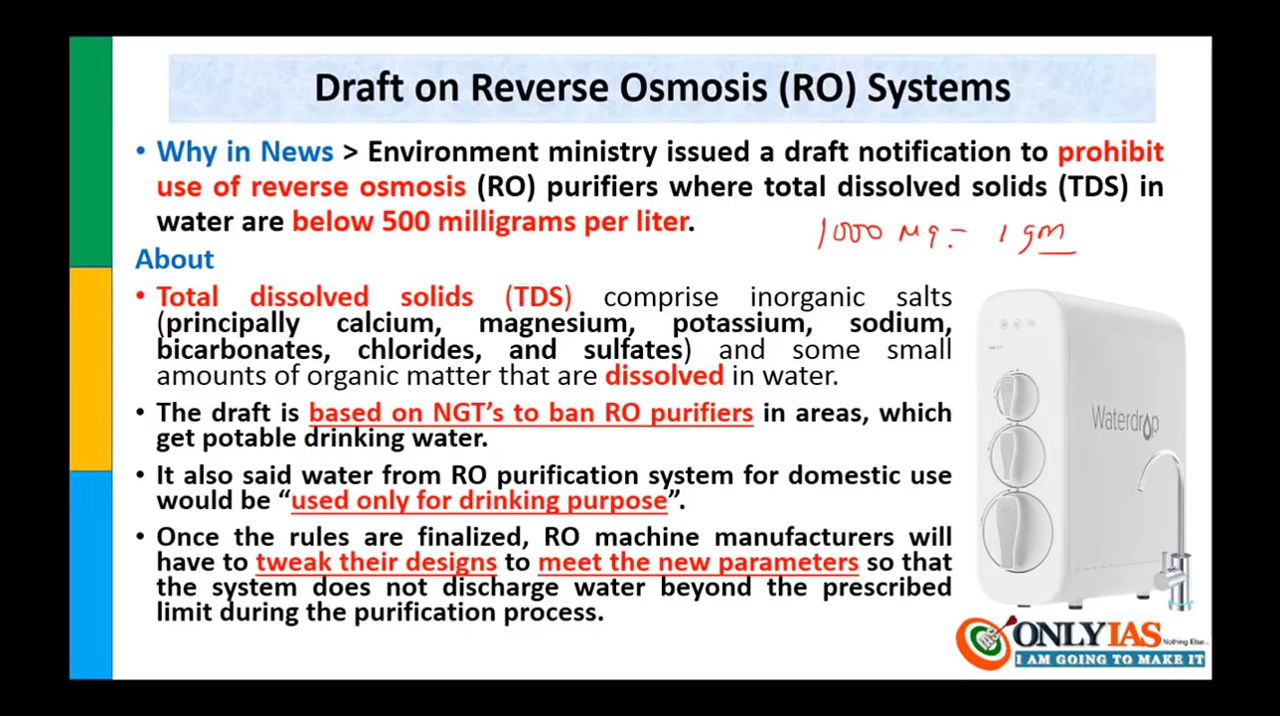 Draft on Reverse Osmosis (RO) Systems
• Why in News > Environment ministry issued a draft notification to prohibit
use of reverse osmosis (RO) purifiers where total dissolved solids (TDS) in
water are below 500 milligrams per liter.
1000 Mg = 1 gm
About
• Total dissolved solids (TDS) comprise inorganic salts
(principally calcium, magnesium, potassium, sodium,
bicarbonates, chlorides, and sulfates) and some small
amounts of organic matter that are dissolved in water.
• The draft is based on NGT's to ban RO purifiers in areas, which
get potable drinking water.
• It also said water from RO purification system for domestic use
would be “used only for drinking purpose”.
• Once the rules are finalized, RO machine manufacturers will
have to tweak their designs to meet the new parameters so that
the system does not discharge water beyond the prescribed
limit during the purification process.
Waterdrop
ONLYIAS Nothing Else...
I AM GOING TO MAKE IT